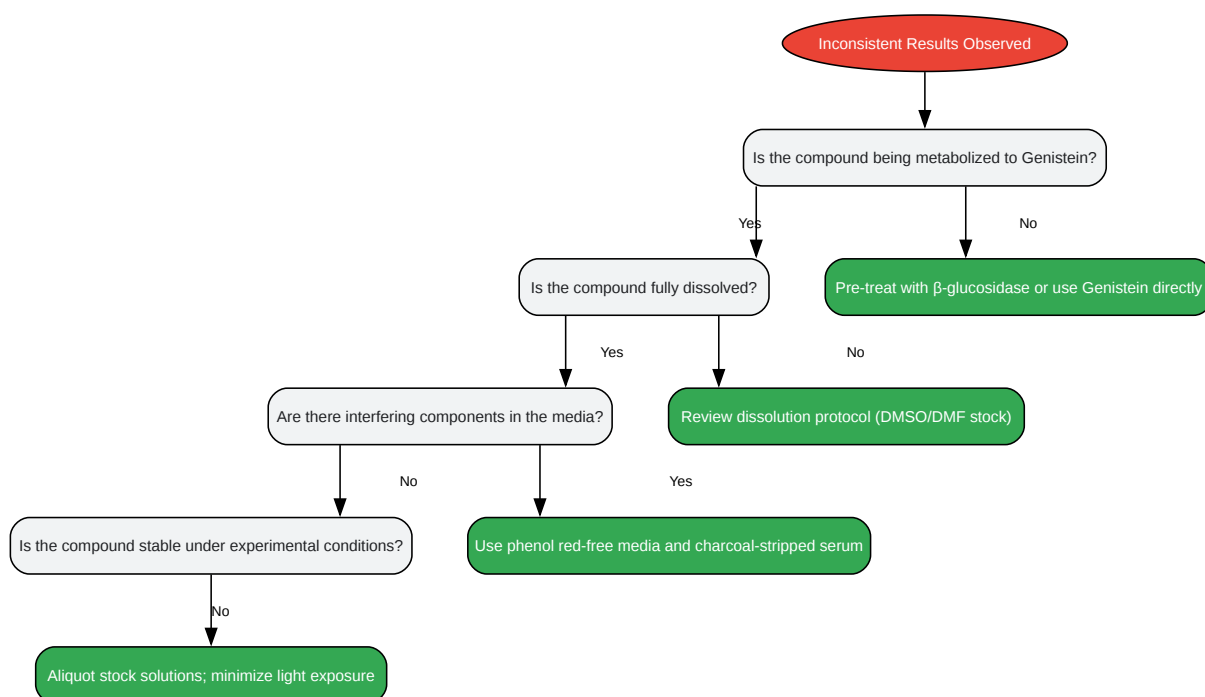 Inconsistent Results Observed
Is the compound being metabolized to Genistein?
Yes
No
Is the compound fully dissolved?
Pre-treat with β-glucosidase or use Genistein directly
Yes
No
Are there interfering components in the media?
Review dissolution protocol (DMSO/DMF stock)
No
Yes
Is the compound stable under experimental conditions?
Use phenol red-free media and charcoal-stripped serum
No
Aliquot stock solutions; minimize light exposure